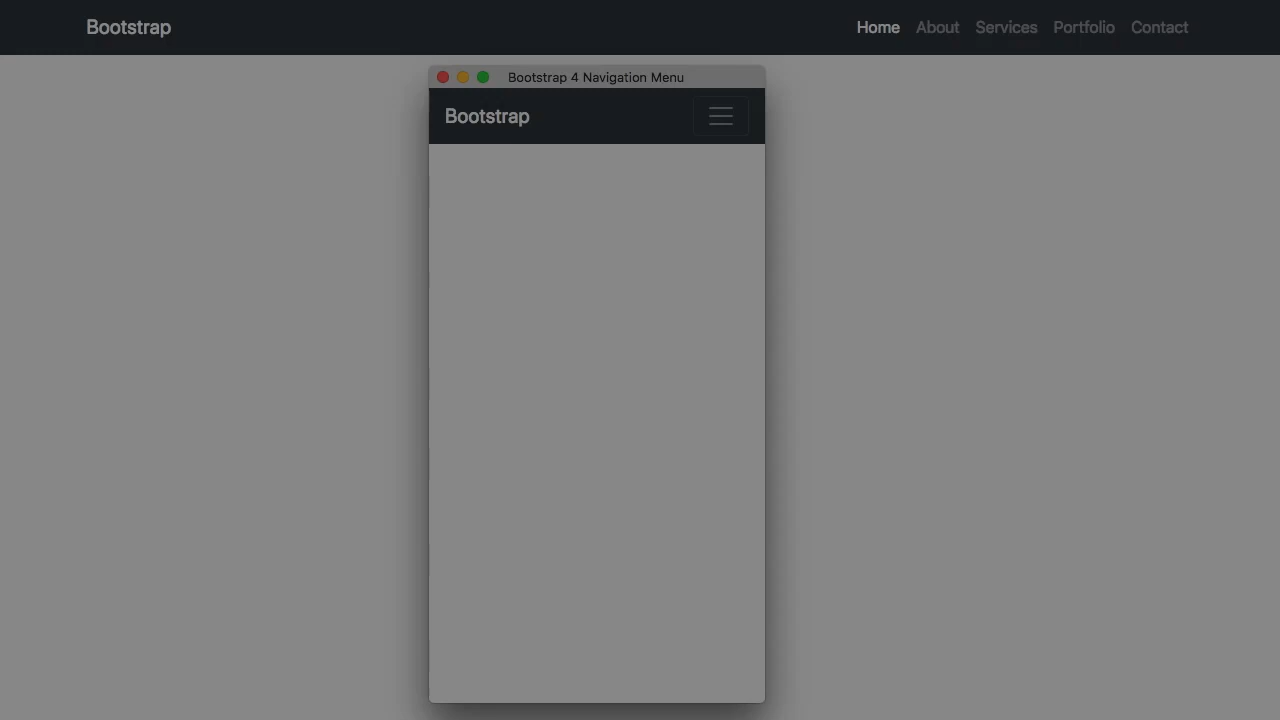 Bootstrap Home About Services Portfolio Contact
Bootstrap 4 Navigation Menu
Bootstrap